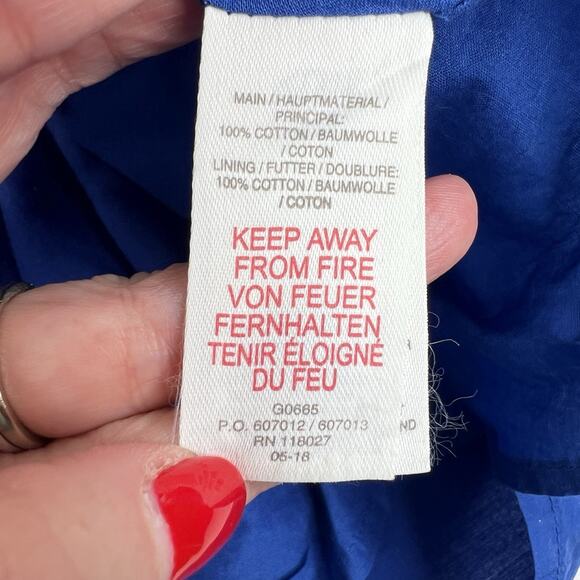 MAIN / HAUPTMATERIAL /
PRINCIPAL:
100% COTTON / BAUMWOLLE
/ COTON
LINING / FUTTER / DOUBLURE:
100% COTTON / BAUMWOLLE
/ COTON
KEEP AWAY
FROM FIRE
VON FEUER
FERNHALTEN
TENIR ÉLOIGNÉ
DU FEU
G0665
P.O. 607012 / 607013
RN 118027
05-18